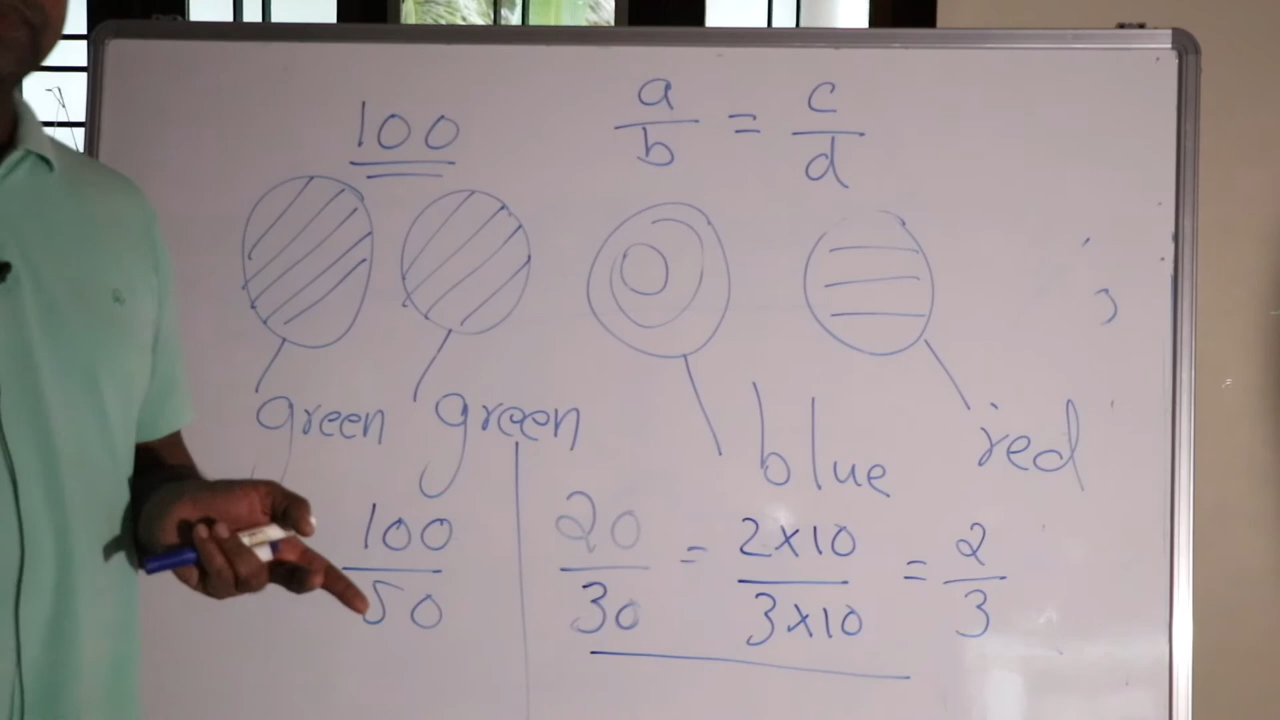 100
a/b = c/d
green green blue red
100/50
20/30 = 2x10/3x10 = 2/3